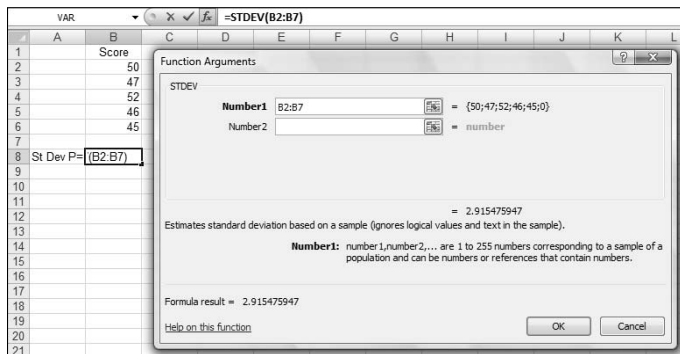 VAR =STDEV(B2:B7)
A B C D E F G H I J K L
1 Score
2 50
3 47
4 52
5 46
6 45
7
8 St Dev P= (B2:B7)
9
10
11
12
13
14
15
16
17
18
19
20
21
Function Arguments
STDEV
Number1 B2:B7 = {50;47;52;46;45;0}
Number2 = number
= 2.915475947
Estimates standard deviation based on a sample (ignores logical values and text in the sample).
Number1: number1,number2,... are 1 to 255 numbers corresponding to a sample of a
population and can be numbers or references that contain numbers.
Formula result = 2.915475947
Help on this function OK Cancel